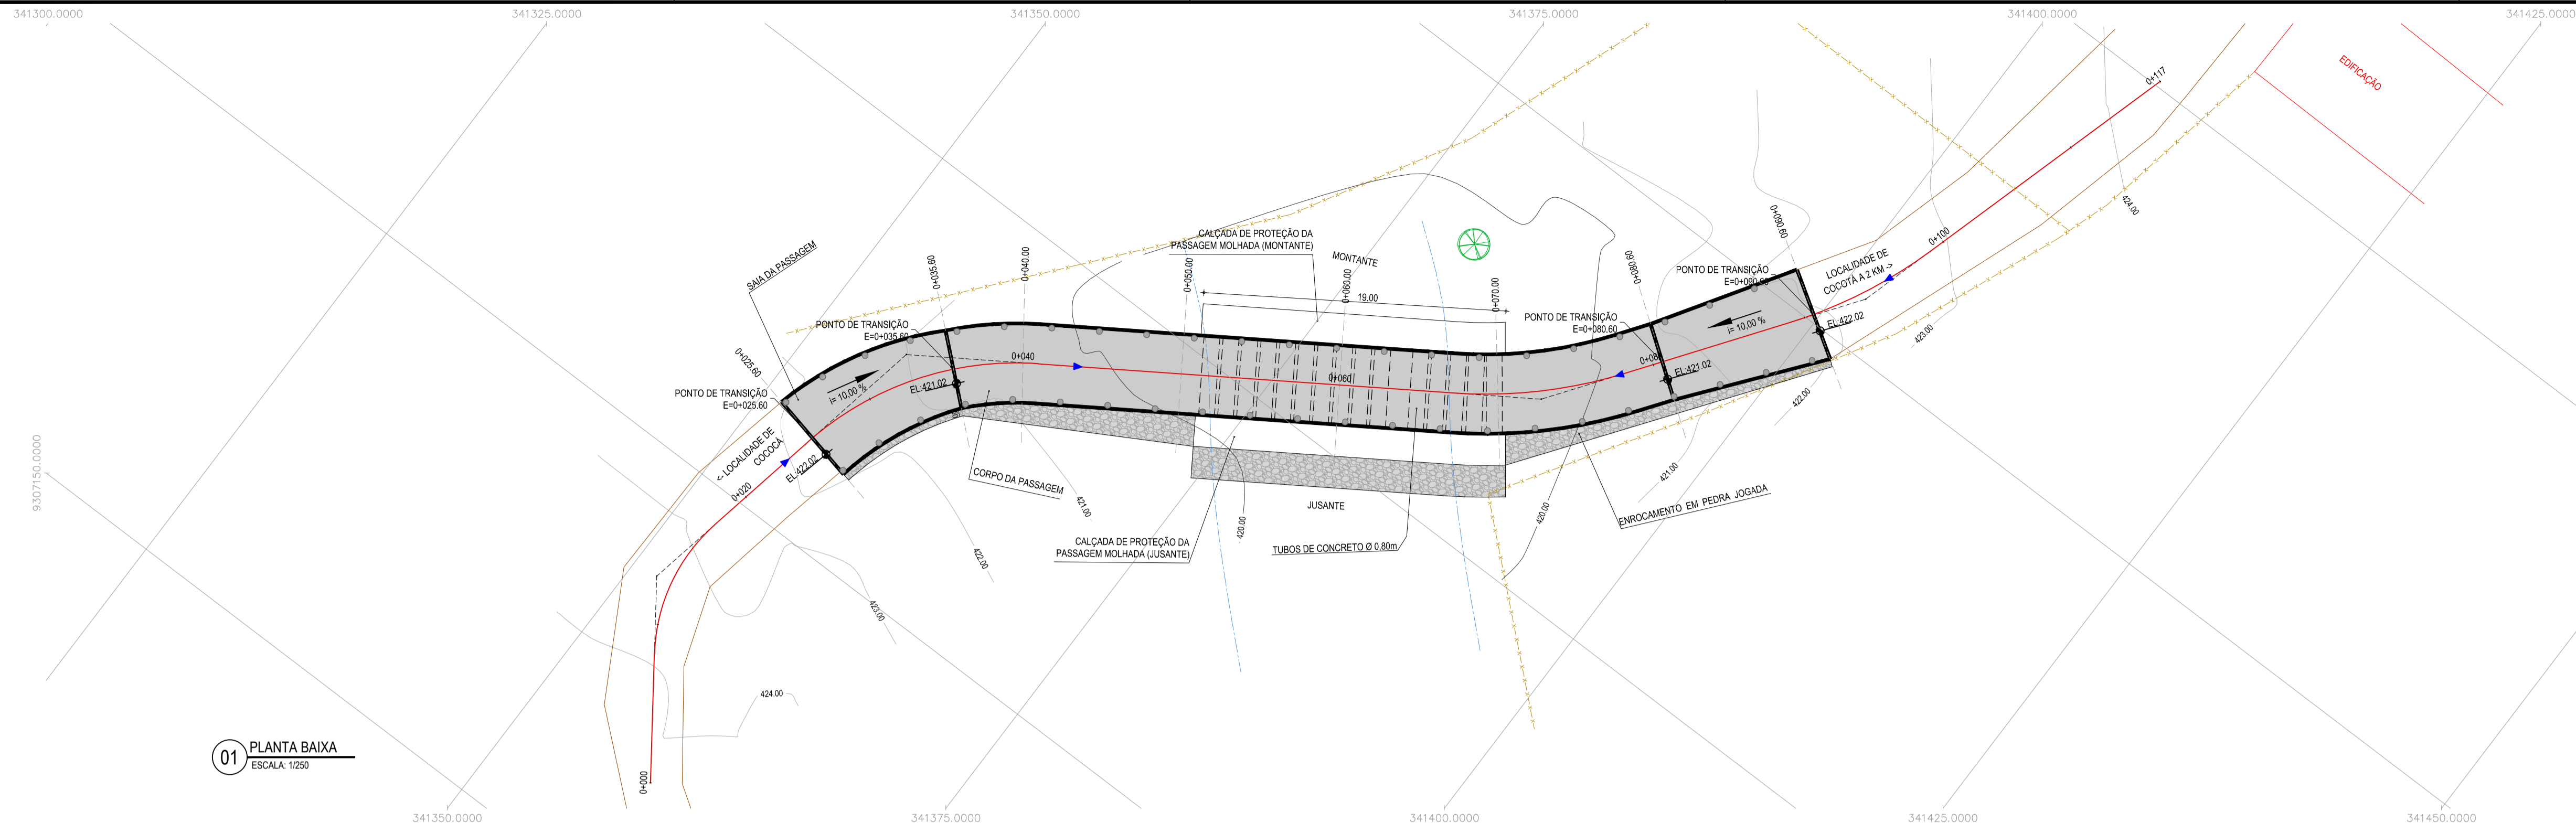 341300.0000
341325.0000
341350.0000
341375.0000
341400.0000
341425.0000
EDIFICAÇÃO
0+117
424.00
0+100
0+090.60
LOCALIDADE DE
COCOTÁ A 2 KM ->
PONTO DE TRANSIÇÃO
E=0+090.60
EL:422.02
423.00
422.00
i= 10,00 %
0+080.60
PONTO DE TRANSIÇÃO
E=0+080.60
0+08
EL:421.02
421.00
CALÇADA DE PROTEÇÃO DA
PASSAGEM MOLHADA (MONTANTE)
MONTANTE
19.00
0+070.00
0+060.00
0+050.00
0+040.00
0+035.60
SAIA DA PASSAGEM
PONTO DE TRANSIÇÃO
E=0+035.60
0+040
0+060
EL:421.02
i= 10,00 %
0+025.60
PONTO DE TRANSIÇÃO
E=0+025.60
<- LOCALIDADE DE
COCOCÁ
EL:422.02
0+020
CORPO DA PASSAGEM
421.00
422.00
423.00
424.00
420.00
JUSANTE
420.00
ENROCAMENTO EM PEDRA JOGADA
CALÇADA DE PROTEÇÃO DA
PASSAGEM MOLHADA (JUSANTE)
TUBOS DE CONCRETO Ø 0,80m
9307150.0000
0+000
01
PLANTA BAIXA
ESCALA: 1/250
341350.0000
341375.0000
341400.0000
341425.0000
341450.0000